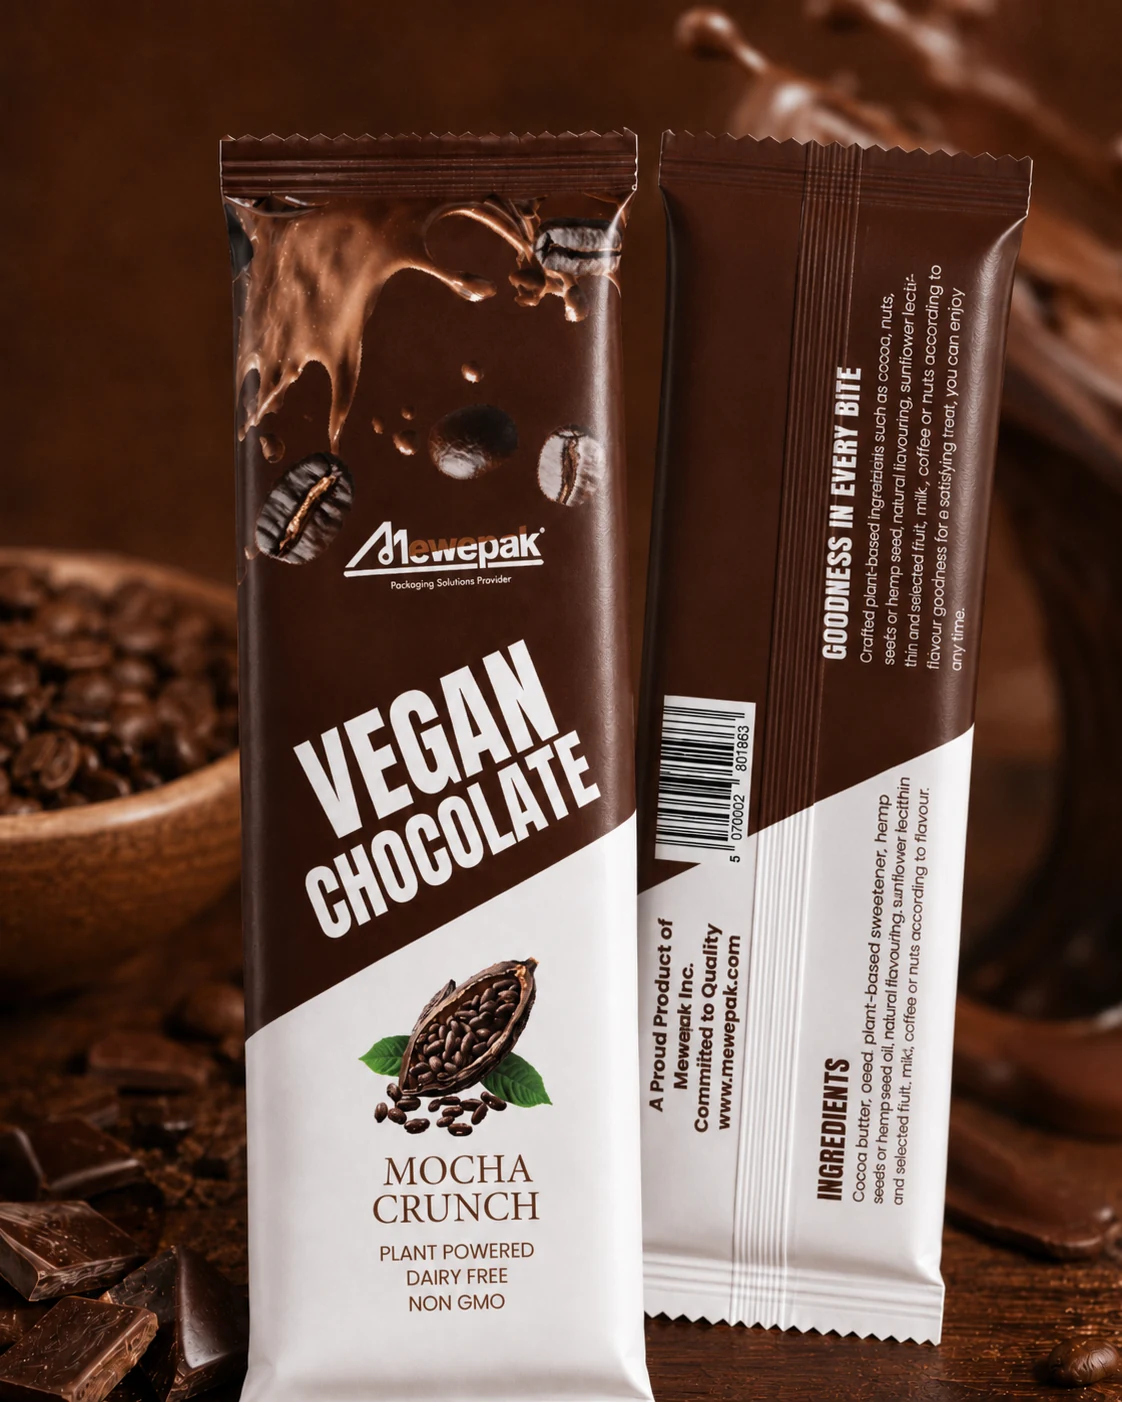 Mewepak
Packaging Solutions Provider
VEGAN
CHOCOLATE
MOCHA
CRUNCH
PLANT POWERED
DAIRY FREE
NON GMO
GOODNESS IN EVERY BITE
Crafted plant-based ingredients such as cocoa, nuts,
seets or hemp seed, natural flavouring, sunflower lecti-
thin and selected fruit, milk, coffee or nuts according to
flavour goodness for e satisfying treat, you can enjoy
any time.
5 070002 801863
A Proud Product of
Mewepak Inc.
Committed to Quality
www.mewepak.com
INGREDIENTS
Cocoa butter, oeed. plant-based sweetener, hemp
seeds or hemp seed oil, natural flavouring, sunflower lecithin
and selected fruit, milk, coffee or nuts according to flavour.